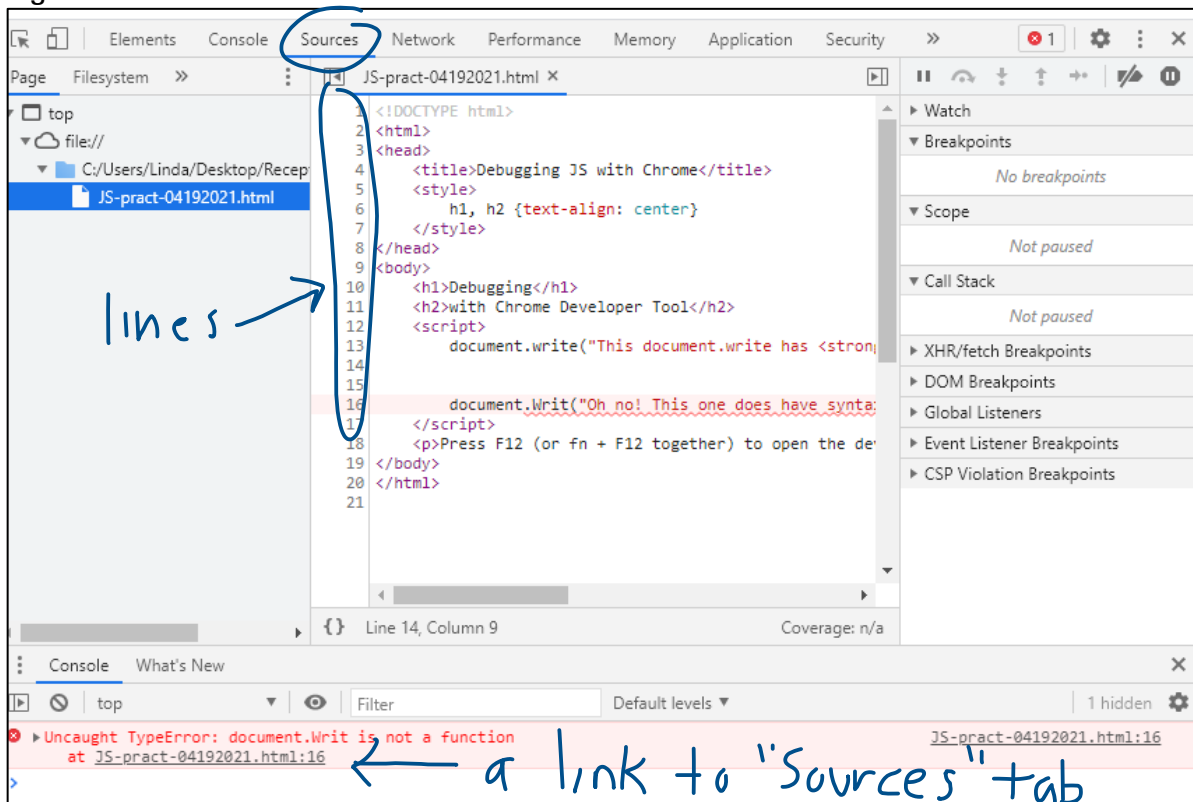 Elements Console Sources Network Performance Memory Application Security » 1
Page Filesystem » JS-pract-04192021.html ×
top
file://
C:/Users/Linda/Desktop/Recep
JS-pract-04192021.html
lines
1 <!DOCTYPE html>
2 <html>
3 <head>
4 <title>Debugging JS with Chrome</title>
5 <style>
6 h1, h2 {text-align: center}
7 </style>
8 </head>
9 <body>
10 <h1>Debugging</h1>
11 <h2>with Chrome Developer Tool</h2>
12 <script>
13 document.write("This document.write has <strong
14
15
16 document.Writ("Oh no! This one does have synta
17 </script>
18 <p>Press F12 (or fn + F12 together) to open the de
19 </body>
20 </html>
21
{} Line 14, Column 9 Coverage: n/a
Watch
Breakpoints
No breakpoints
Scope
Not paused
Call Stack
Not paused
XHR/fetch Breakpoints
DOM Breakpoints
Global Listeners
Event Listener Breakpoints
CSP Violation Breakpoints
Console What's New
top Filter Default levels 1 hidden
Uncaught TypeError: document.Writ is not a function JS-pract-04192021.html:16
at JS-pract-04192021.html:16
a link to "Sources" tab